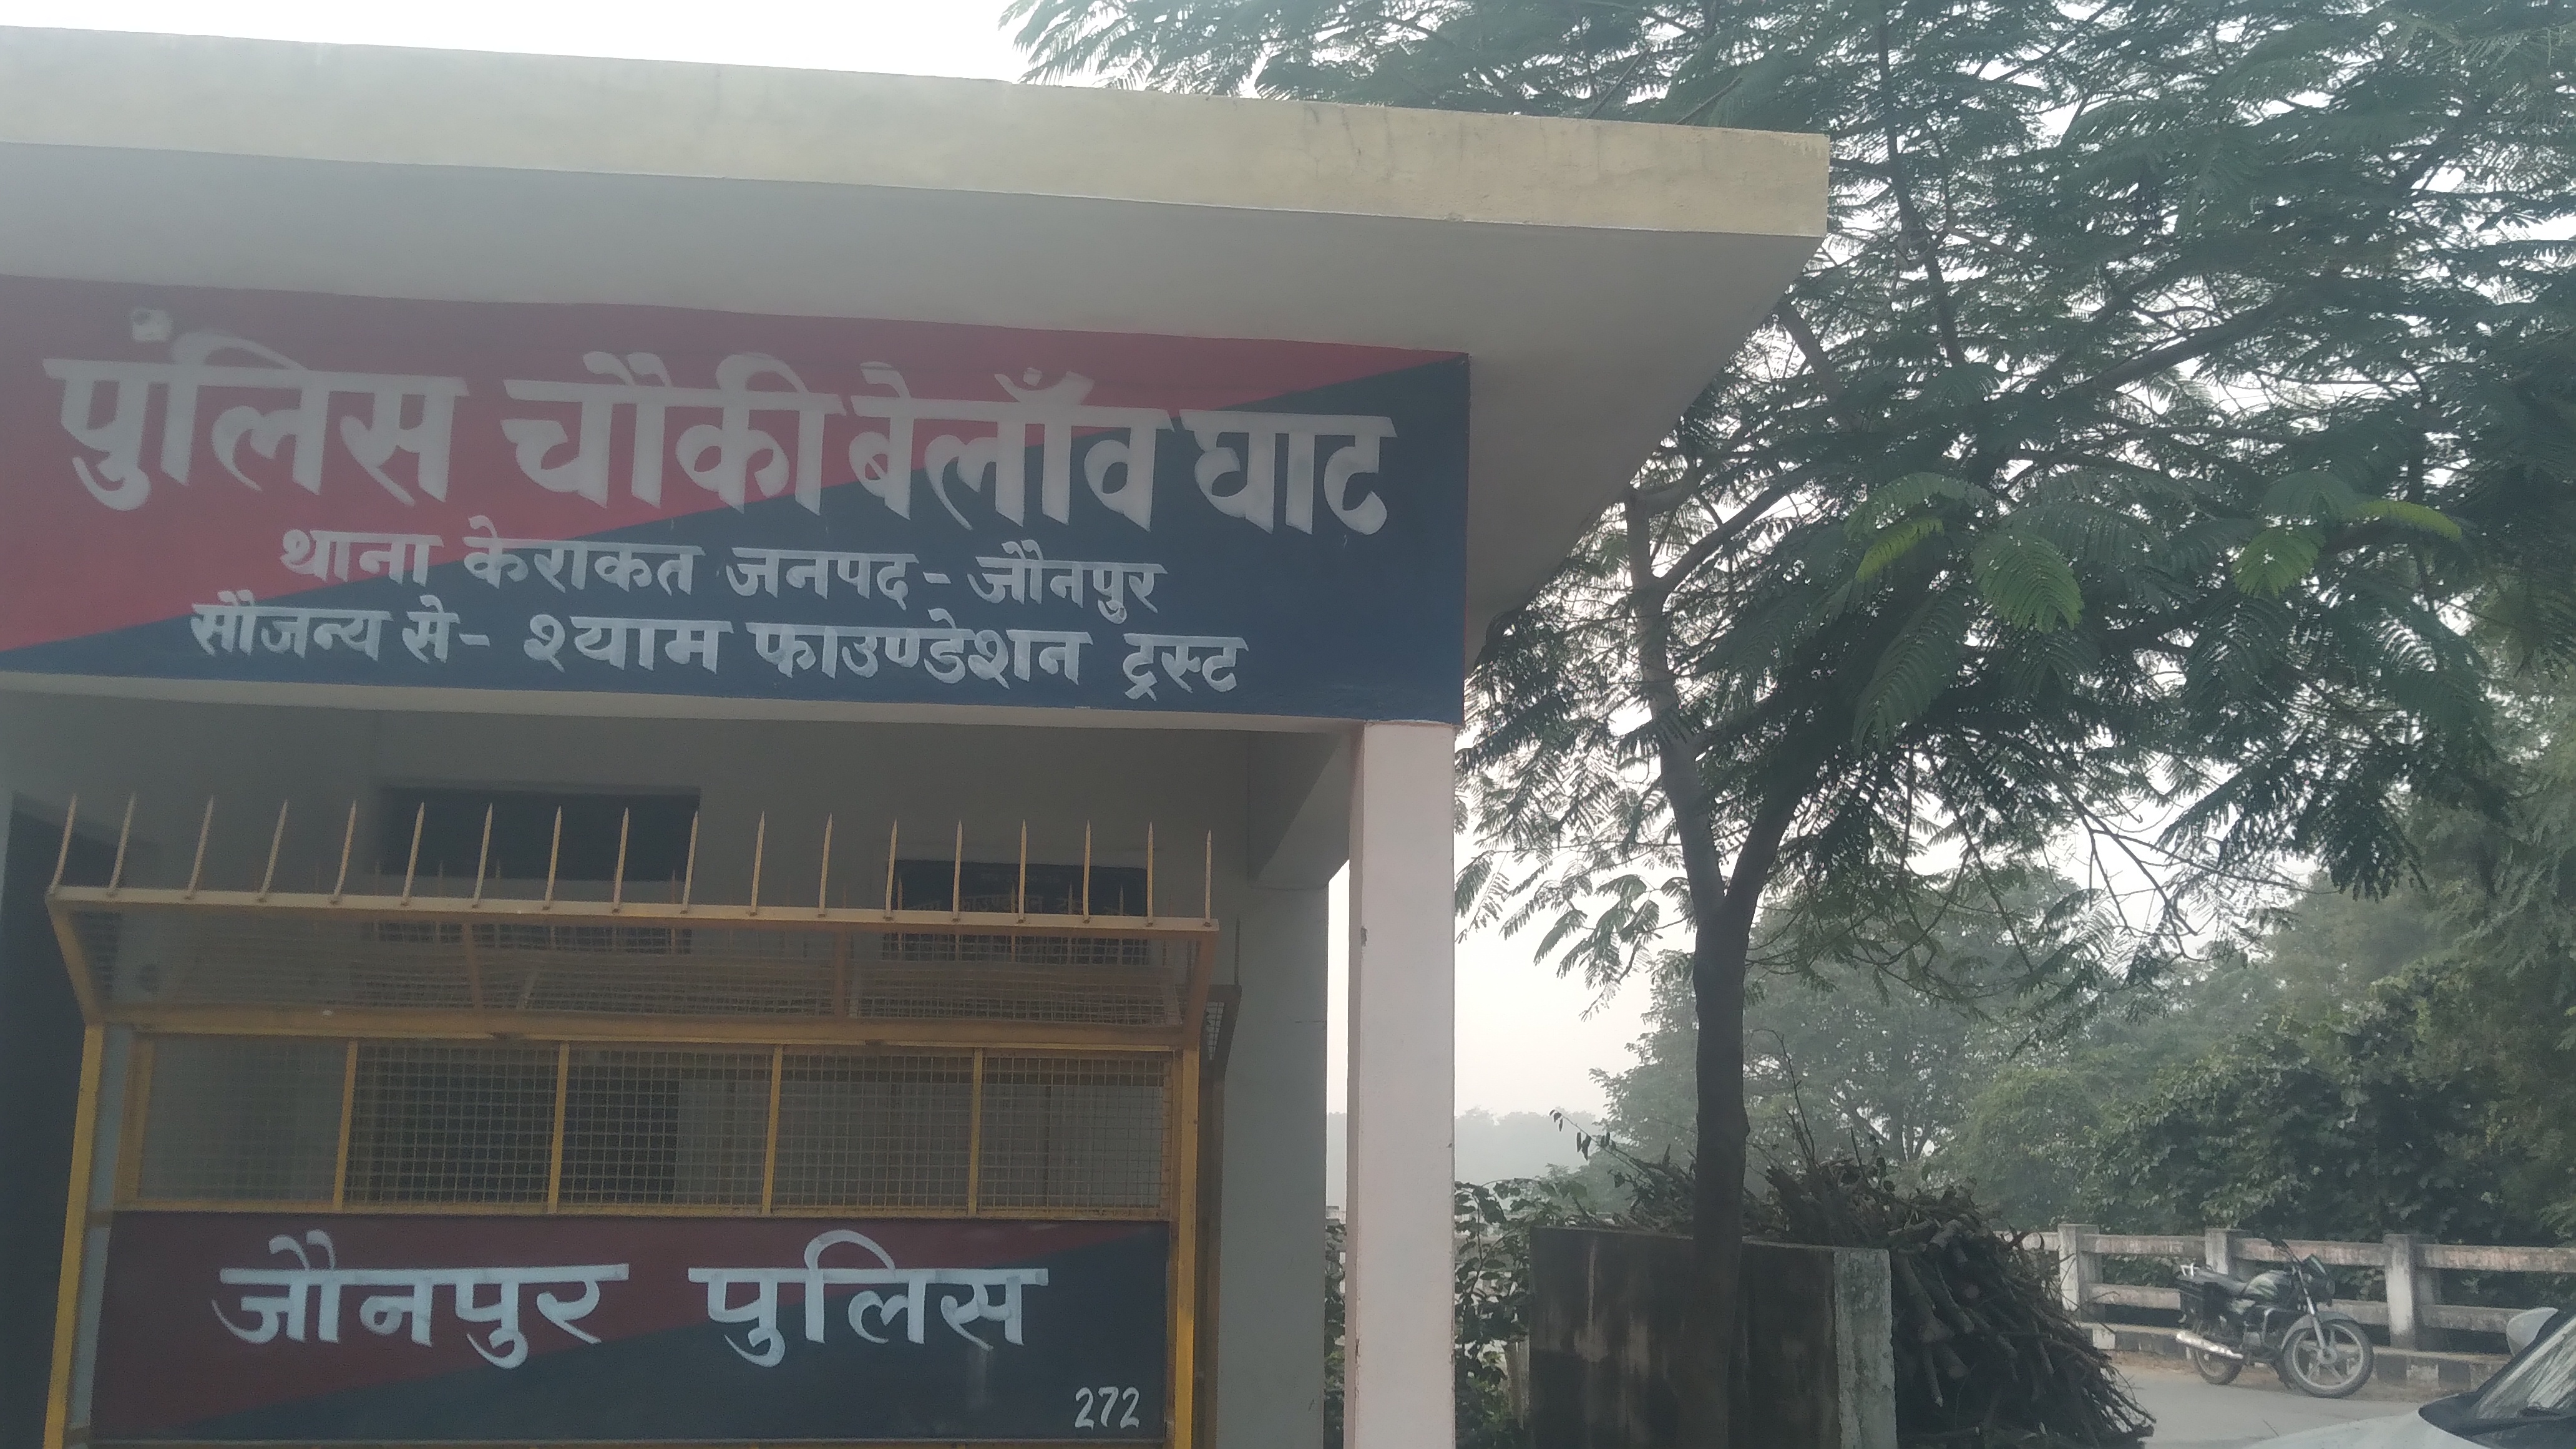 पुलिस चौकी बेलाँव घाट
थाना केराकत जनपद - जौनपुर
सौजन्य से - श्याम फाउण्डेशन ट्रस्ट
जौनपुर पुलिस
272